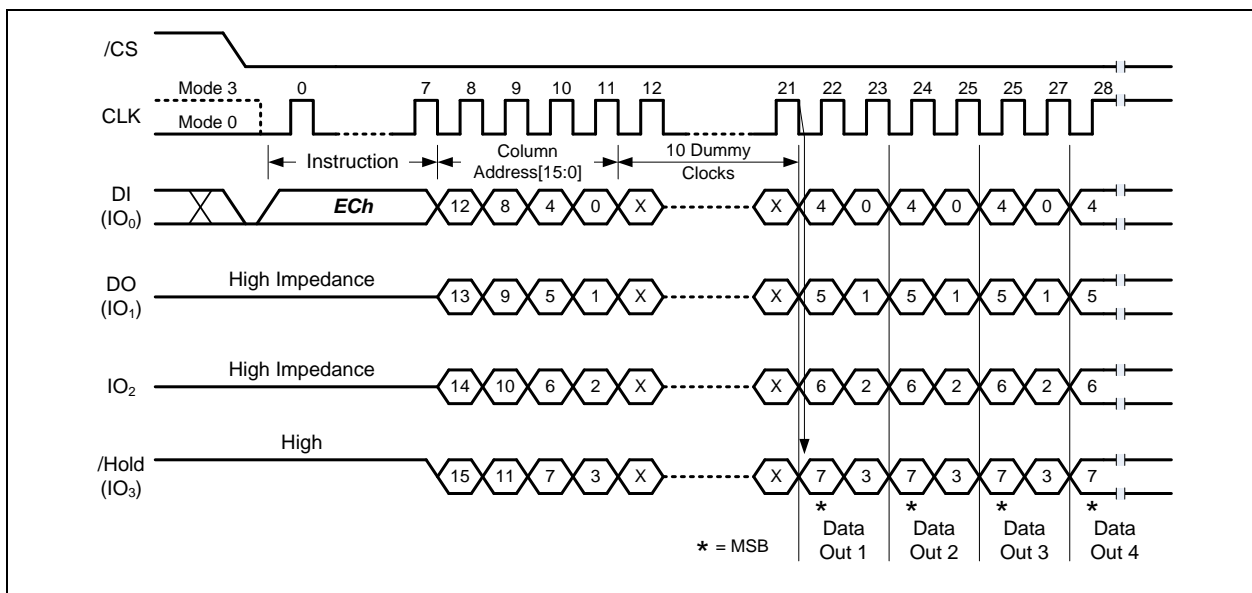 /CS
Mode 3 0 7 8 9 10 11 12 21 22 23 24 25 25 27 28
CLK
Mode 0
Instruction Column Address[15:0] 10 Dummy Clocks
DI (IO0) ECh 12 8 4 0 X X 4 0 4 0 4 0 4
DO (IO1) High Impedance 13 9 5 1 X X 5 1 5 1 5 1 5
IO2 High Impedance 14 10 6 2 X X 6 2 6 2 6 2 6
High
/Hold (IO3) 15 11 7 3 X X 7 3 7 3 7 3 7
* * * *
* = MSB Data Out 1 Data Out 2 Data Out 3 Data Out 4